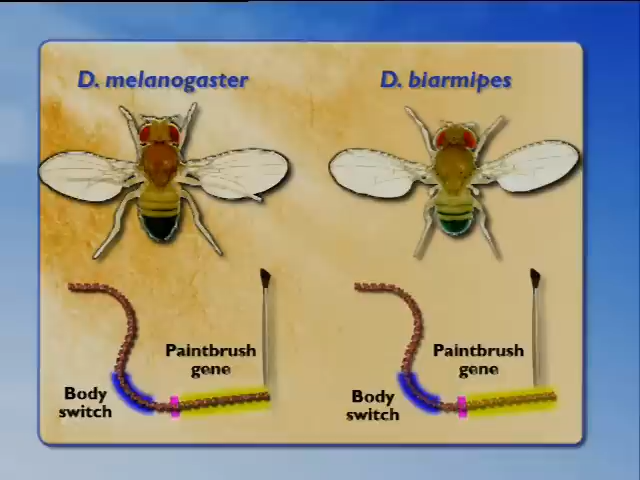 D. melanogaster
D. biarmipes
Paintbrush
gene
Body
switch
Paintbrush
gene
Body
switch